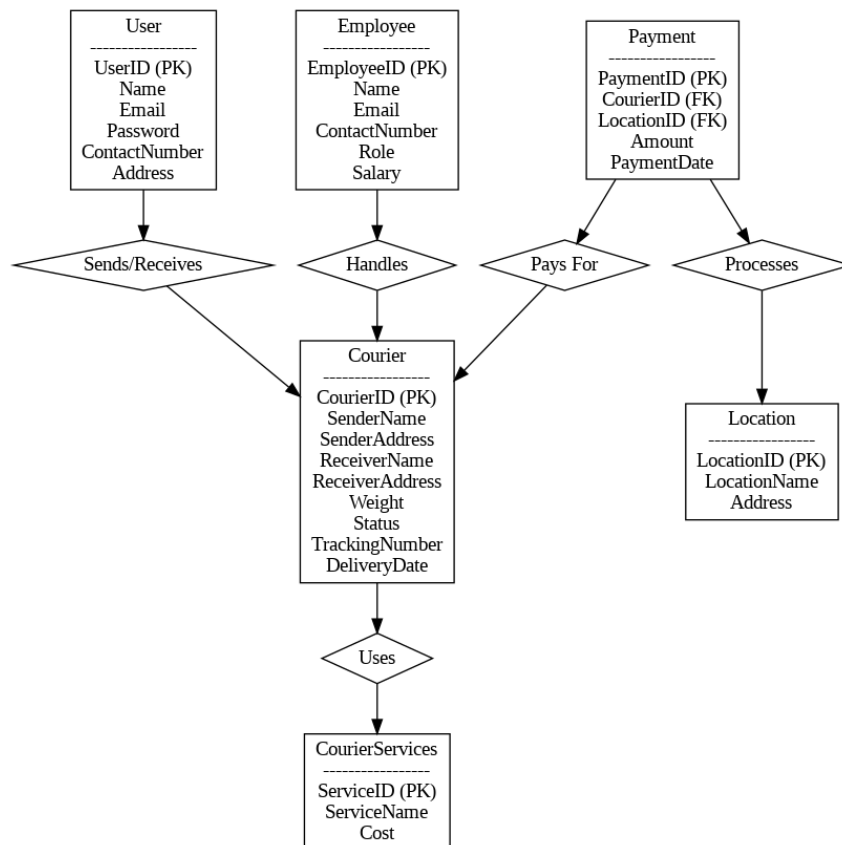 User
-----------------
UserID (PK)
Name
Email
Password
ContactNumber
Address
Employee
-----------------
EmployeeID (PK)
Name
Email
ContactNumber
Role
Salary
Payment
-----------------
PaymentID (PK)
CourierID (FK)
LocationID (FK)
Amount
PaymentDate
Sends/Receives
Handles
Pays For
Processes
Courier
-----------------
CourierID (PK)
SenderName
SenderAddress
ReceiverName
ReceiverAddress
Weight
Status
TrackingNumber
DeliveryDate
Location
-----------------
LocationID (PK)
LocationName
Address
Uses
CourierServices
-----------------
ServiceID (PK)
ServiceName
Cost